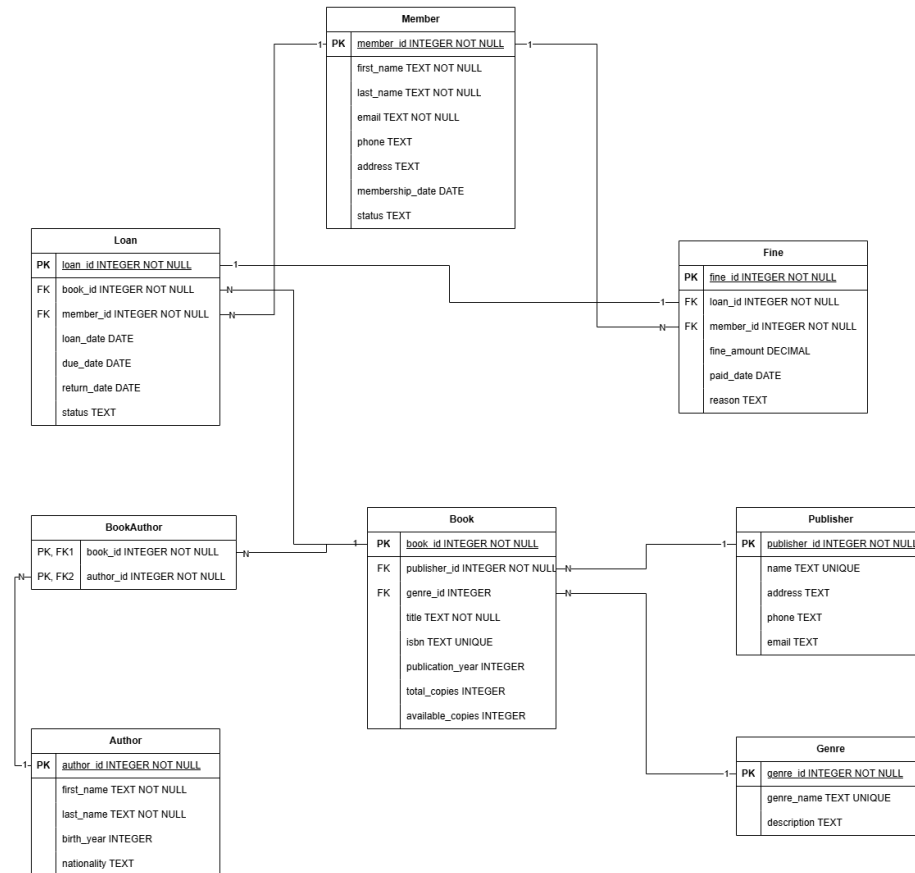 Member
1 PK member_id INTEGER NOT NULL 1
first_name TEXT NOT NULL
last_name TEXT NOT NULL
email TEXT NOT NULL
phone TEXT
address TEXT
membership_date DATE
status TEXT
Loan
PK loan_id INTEGER NOT NULL 1
FK book_id INTEGER NOT NULL N
FK member_id INTEGER NOT NULL N
loan_date DATE
due_date DATE
return_date DATE
status TEXT
Fine
PK fine_id INTEGER NOT NULL
1 FK loan_id INTEGER NOT NULL
N FK member_id INTEGER NOT NULL
fine_amount DECIMAL
paid_date DATE
reason TEXT
BookAuthor
PK, FK1 book_id INTEGER NOT NULL N
N PK, FK2 author_id INTEGER NOT NULL
Book
1 PK book_id INTEGER NOT NULL
FK publisher_id INTEGER NOT NULL N
FK genre_id INTEGER N
title TEXT NOT NULL
isbn TEXT UNIQUE
publication_year INTEGER
total_copies INTEGER
available_copies INTEGER
Publisher
1 PK publisher_id INTEGER NOT NULL
name TEXT UNIQUE
address TEXT
phone TEXT
email TEXT
Author
1 PK author_id INTEGER NOT NULL
first_name TEXT NOT NULL
last_name TEXT NOT NULL
birth_year INTEGER
nationality TEXT
Genre
1 PK genre_id INTEGER NOT NULL
genre_name TEXT UNIQUE
description TEXT